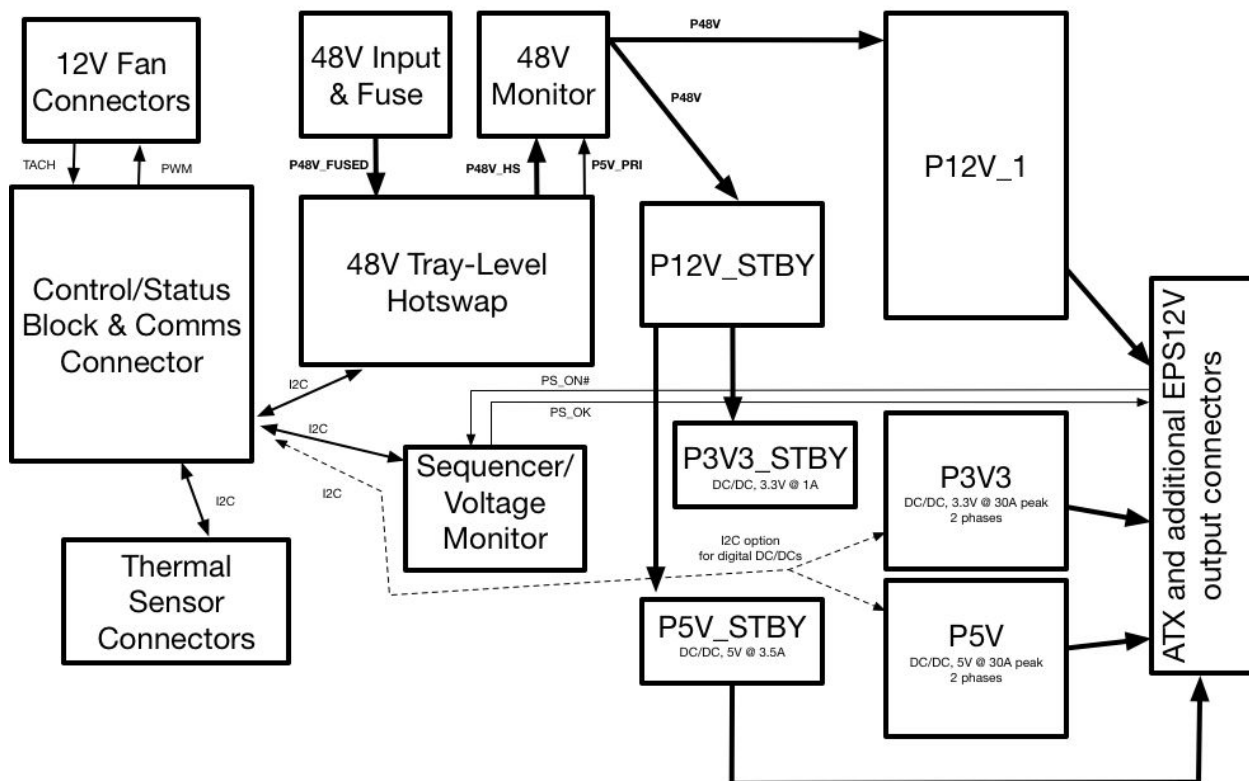 12V Fan
Connectors
TACH
PWM
48V Input
& Fuse
P48V_FUSED
48V
Monitor
P48V_HS
P5V_PRI
P48V
P48V
P12V_1
48V Tray-Level
Hotswap
P12V_STBY
Control/Status
Block & Comms
Connector
I2C
I2C
I2C
I2C
PS_ON#
PS_OK
Sequencer/
Voltage
Monitor
P3V3_STBY
DC/DC, 3.3V @ 1A
P3V3
DC/DC, 3.3V @ 30A peak
2 phases
I2C option
for digital DC/DCs
Thermal
Sensor
Connectors
P5V_STBY
DC/DC, 5V @ 3.5A
P5V
DC/DC, 5V @ 30A peak
2 phases
ATX and additional EPS12V
output connectors